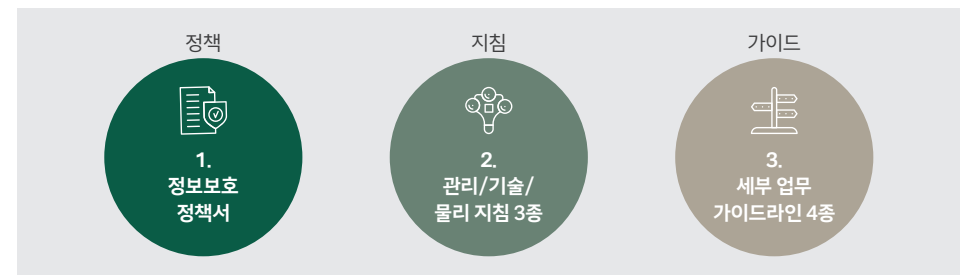 정책
1.
정보보호
정책서
지침
2.
관리/기술/
물리 지침 3종
가이드
3.
세부 업무
가이드라인 4종